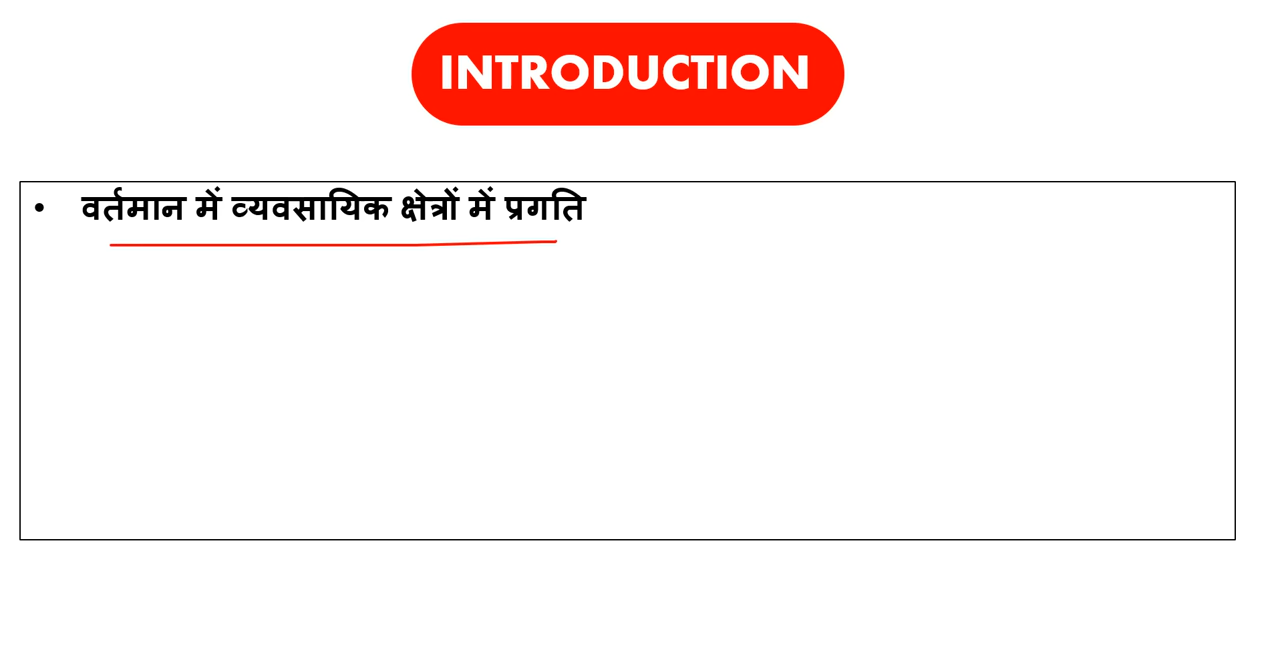 INTRODUCTION
• वर्तमान में व्यवसायिक क्षेत्रों में प्रगति